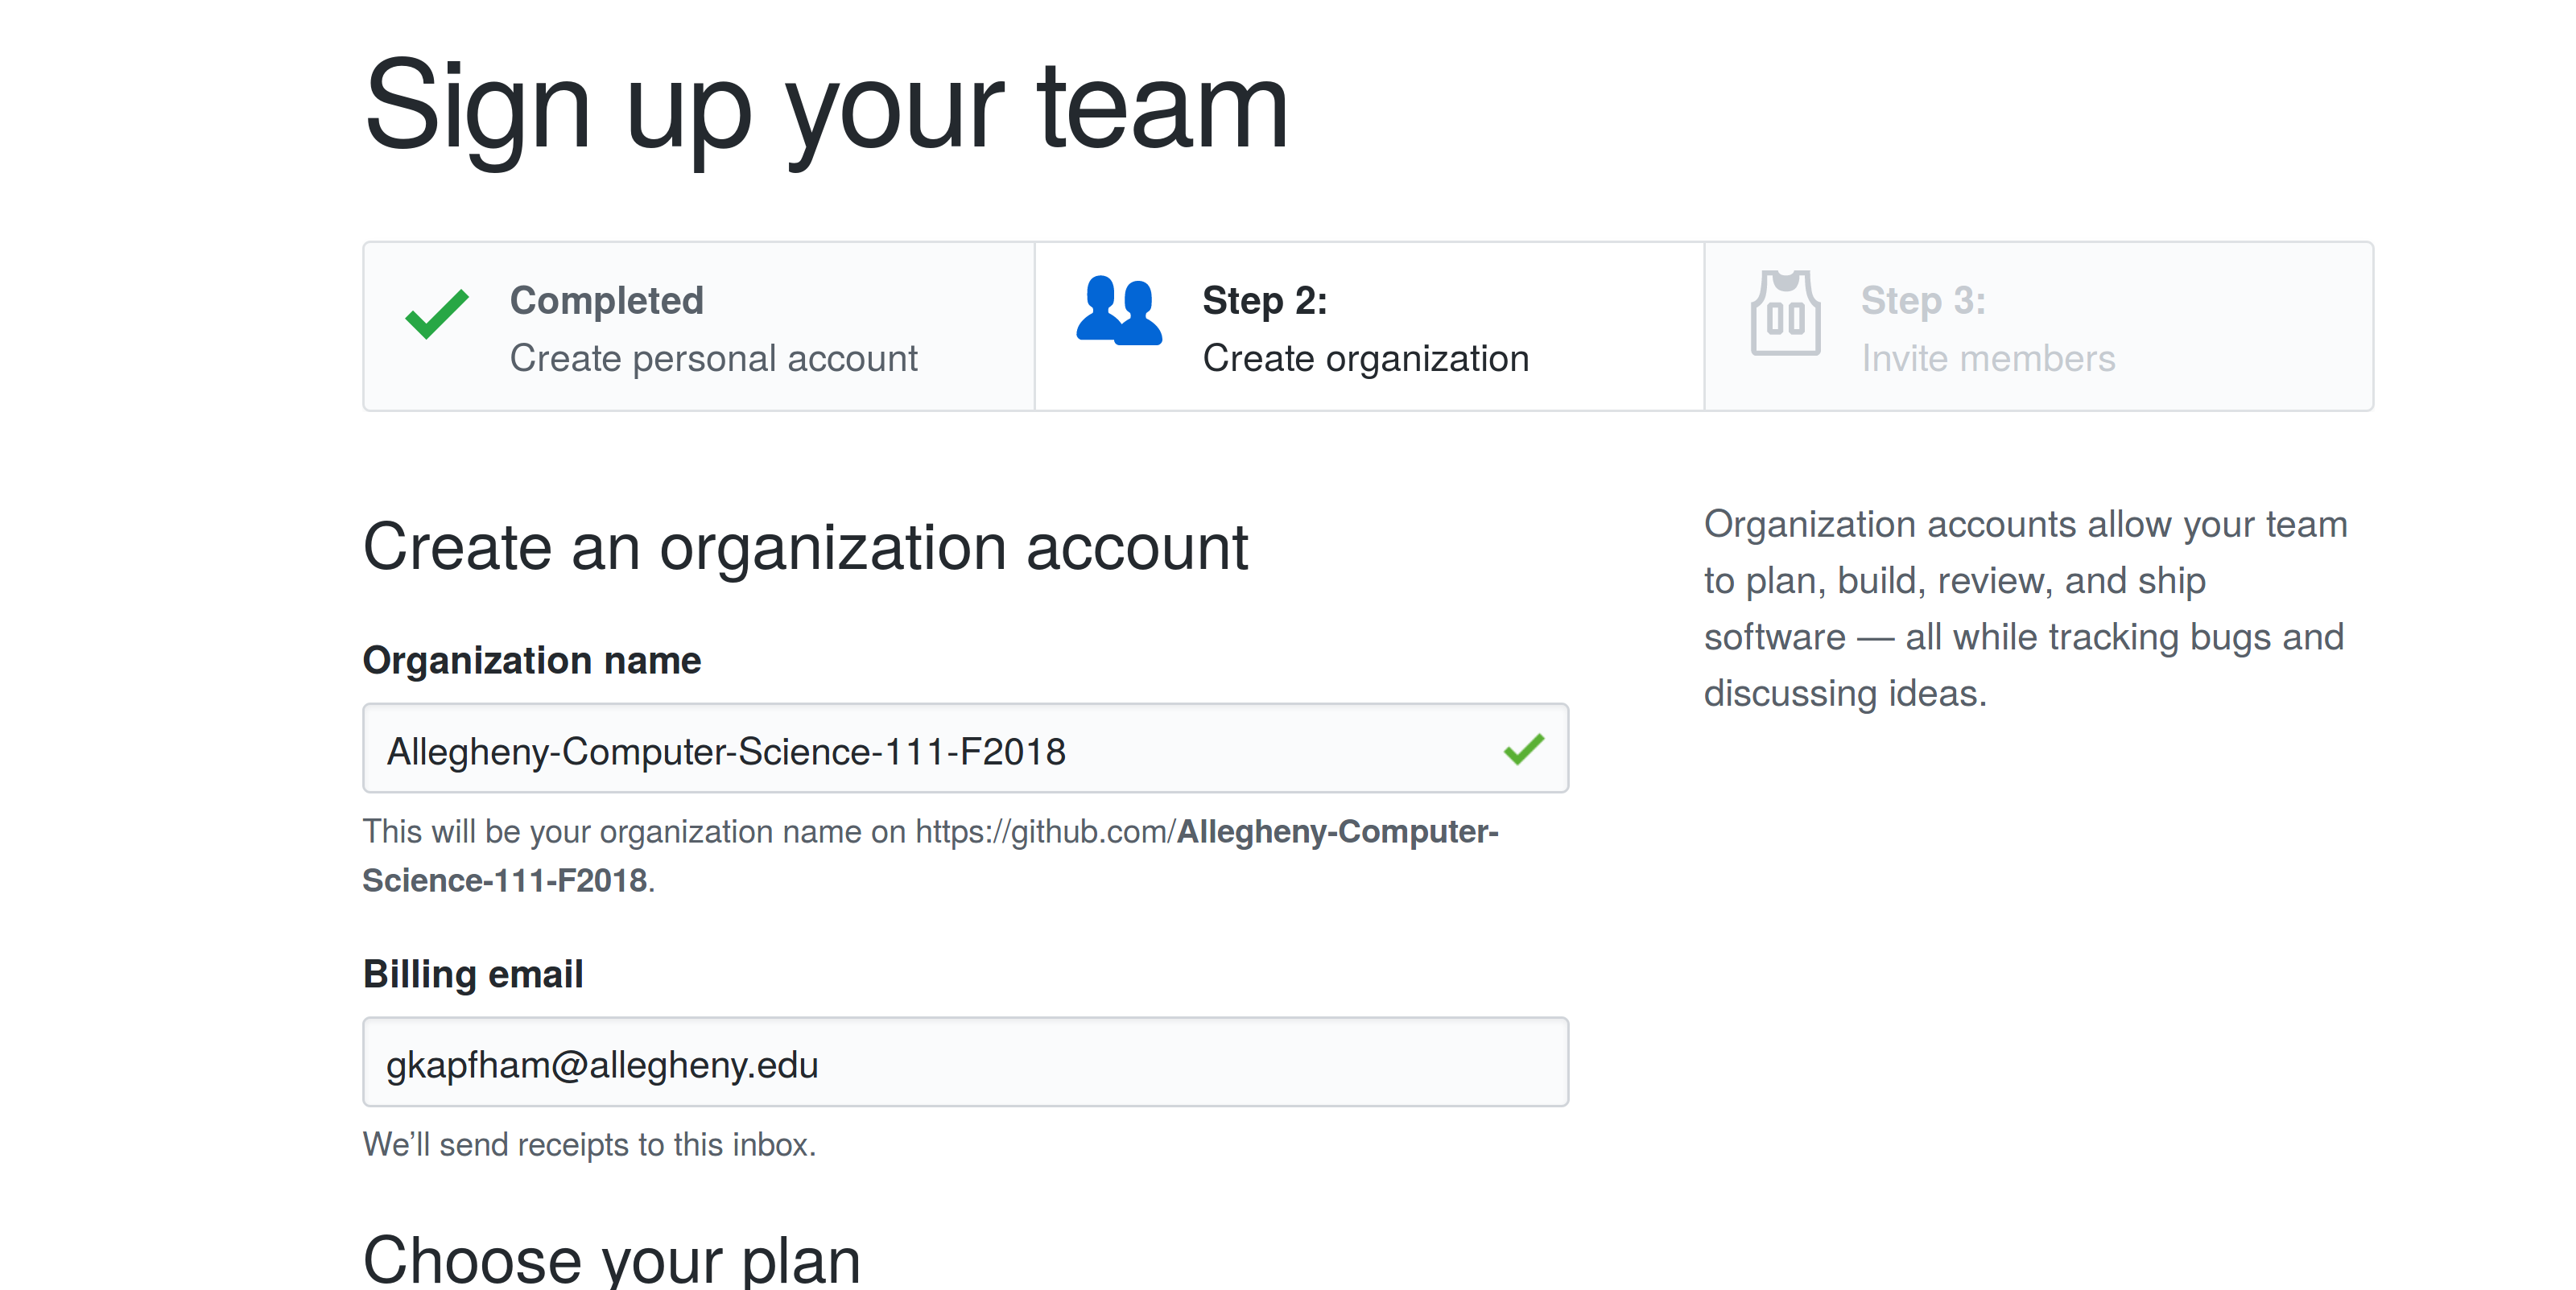 Sign up your team
Completed
Create personal account
Step 2:
Create organization
Step 3:
Invite members
Create an organization account
Organization name
Allegheny-Computer-Science-111-F2018
This will be your organization name on https://github.com/Allegheny-Computer-
Science-111-F2018.
Billing email
gkapfham@allegheny.edu
We’ll send receipts to this inbox.
Choose your plan
Organization accounts allow your team
to plan, build, review, and ship
software — all while tracking bugs and
discussing ideas.